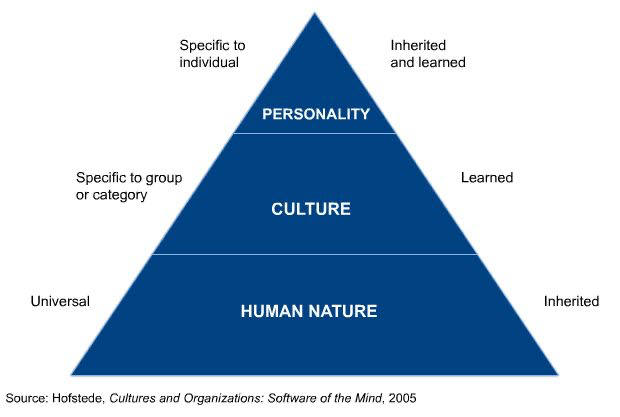 Specific to
individual
Inherited
and learned
PERSONALITY
Specific to group
or category
Learned
CULTURE
Universal
HUMAN NATURE
Inherited
Source: Hofstede, Cultures and Organizations: Software of the Mind, 2005